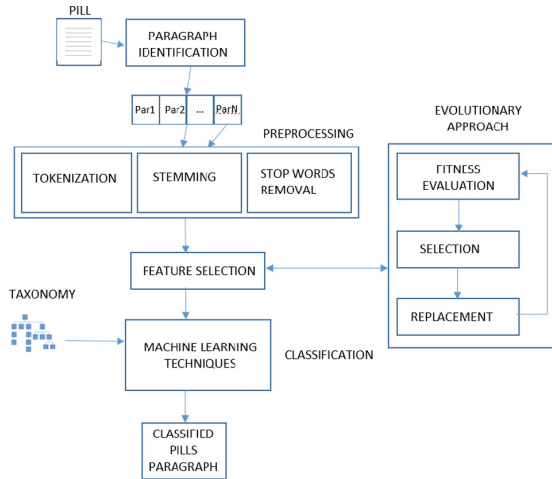 PILL
PARAGRAPH
IDENTIFICATION
Par1 Par2 ... ParN
PREPROCESSING
TOKENIZATION
STEMMING
STOP WORDS
REMOVAL
FEATURE SELECTION
TAXONOMY
MACHINE LEARNING
TECHNIQUES
CLASSIFICATION
CLASSIFIED
PILLS
PARAGRAPH
EVOLUTIONARY
APPROACH
FITNESS
EVALUATION
SELECTION
REPLACEMENT